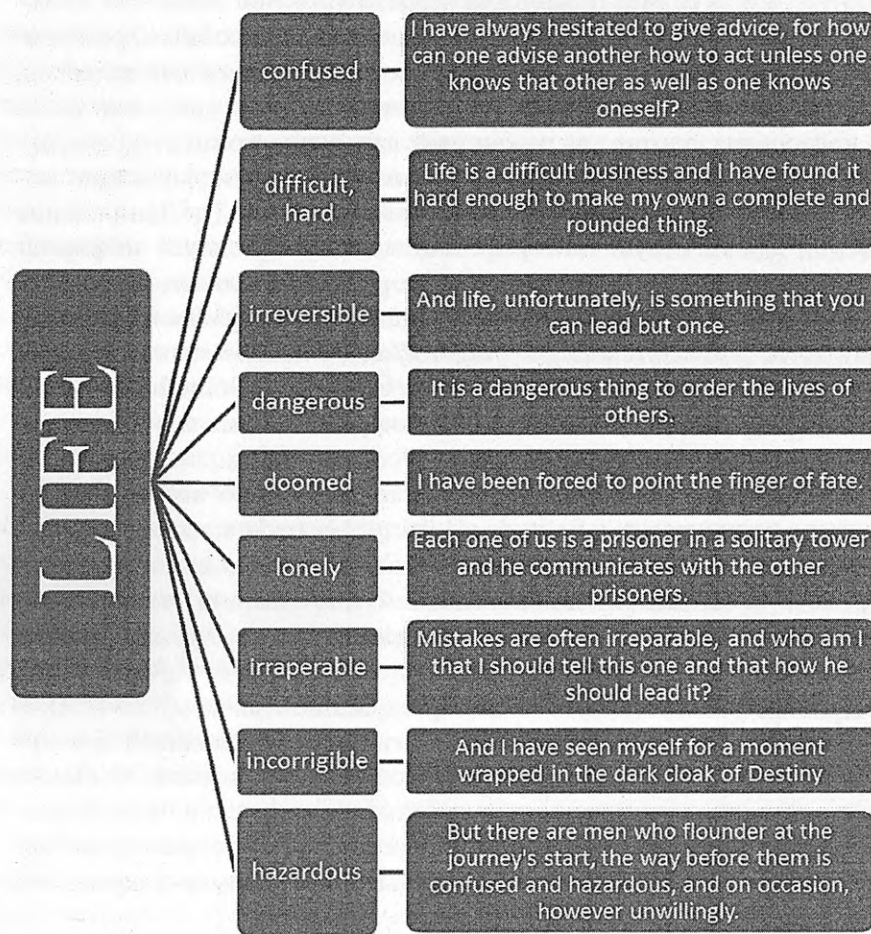 LIFE
confused
I have always hesitated to give advice, for how
can one advise another how to act unless one
knows that other as well as one knows
oneself?
difficult,
hard
Life is a difficult business and I have found it
hard enough to make my own a complete and
rounded thing.
irreversible
And life, unfortunately, is something that you
can lead but once.
dangerous
It is a dangerous thing to order the lives of
others.
doomed
I have been forced to point the finger of fate.
lonely
Each one of us is a prisoner in a solitary tower
and he communicates with the other
prisoners.
irraperable
Mistakes are often irreparable, and who am I
that I should tell this one and that how he
should lead it?
incorrigible
And I have seen myself for a moment
wrapped in the dark cloak of Destiny
hazardous
But there are men who flounder at the
journey's start, the way before them is
confused and hazardous, and on occasion,
however unwillingly.